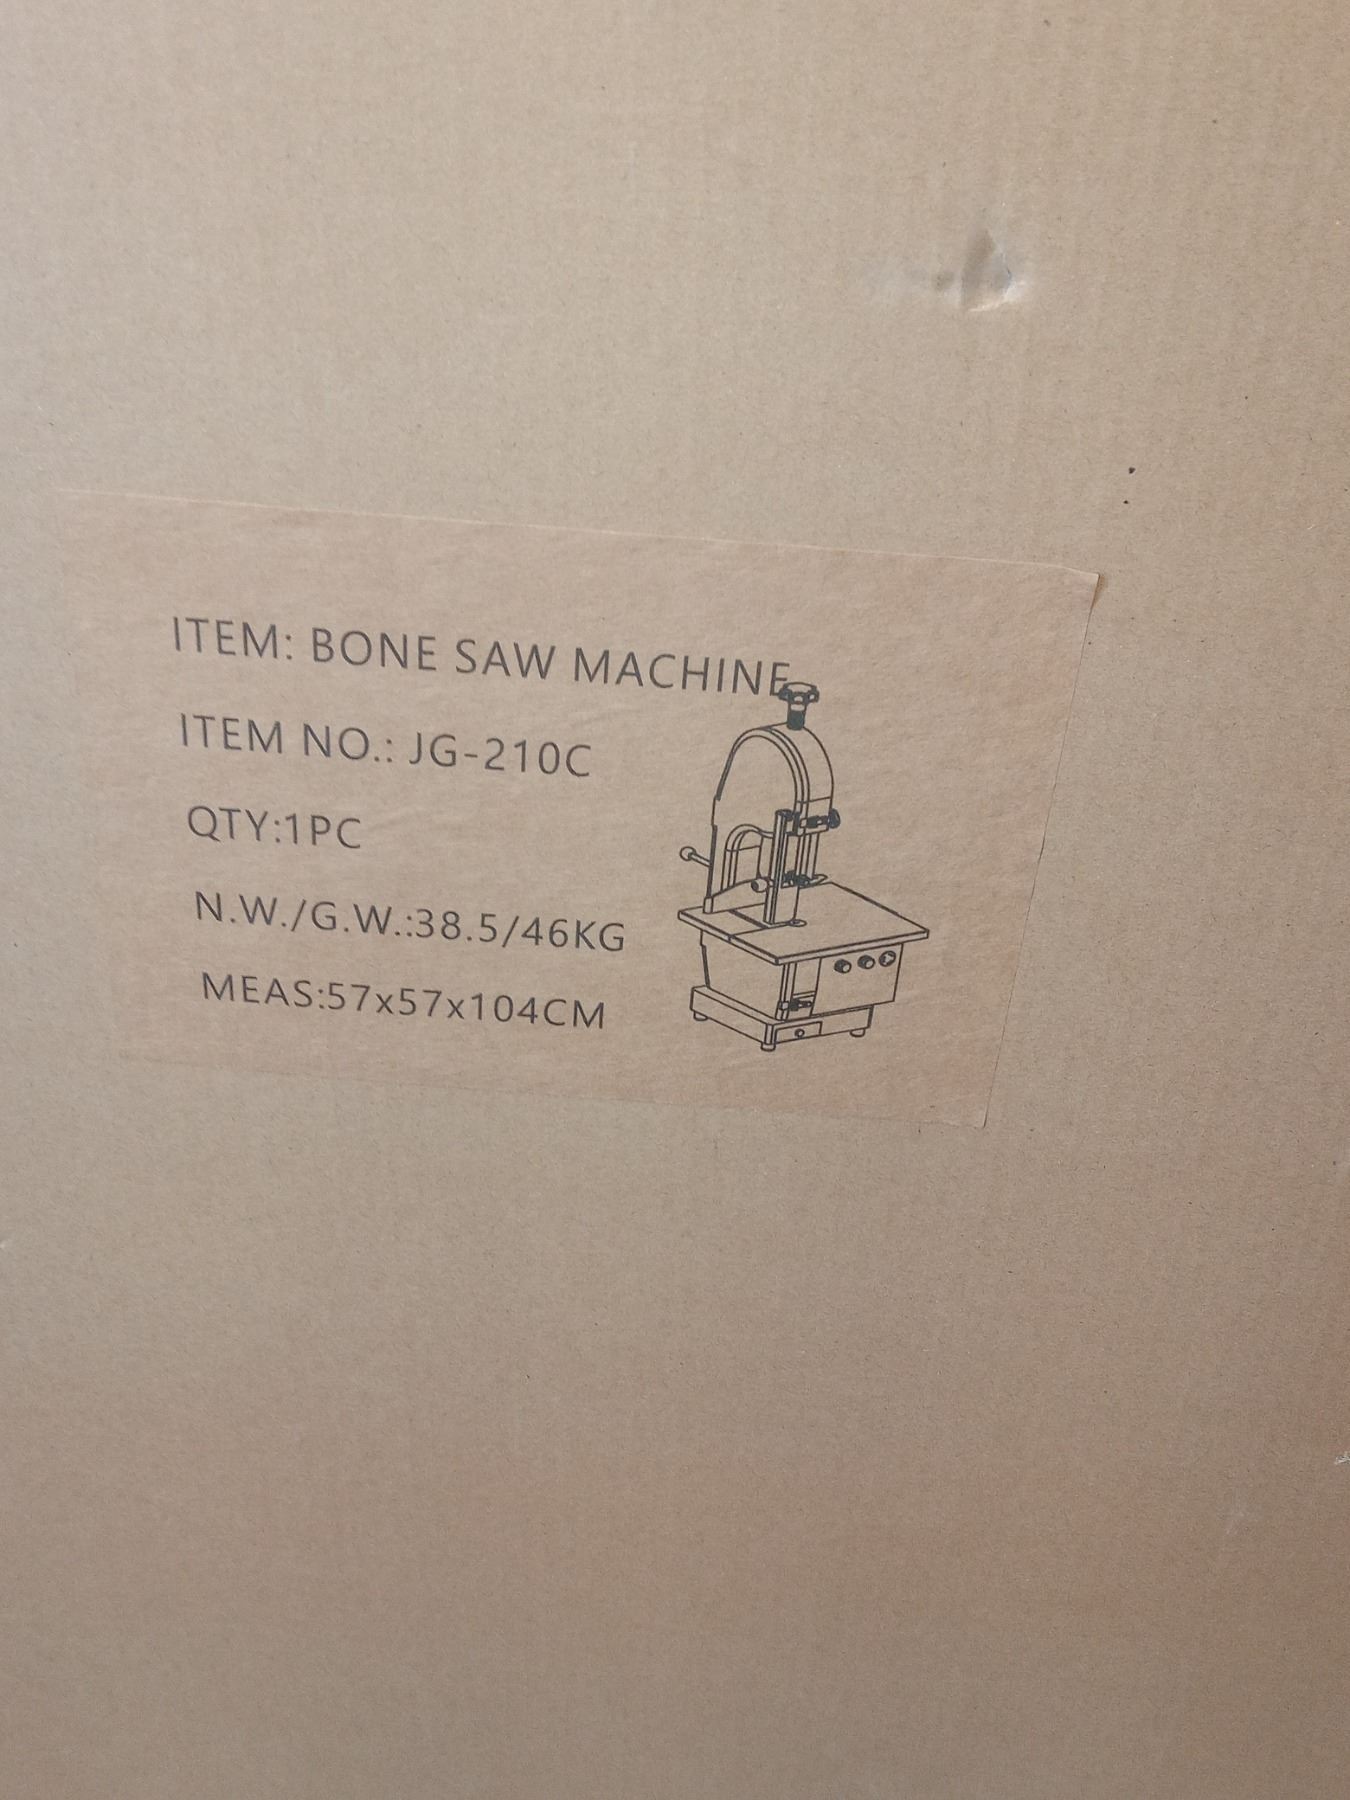 ITEM: BONE SAW MACHINE
ITEM NO.: JG-210C
QTY:1PC
N.W./G.W.:38.5/46KG
MEAS:57x57x104CM